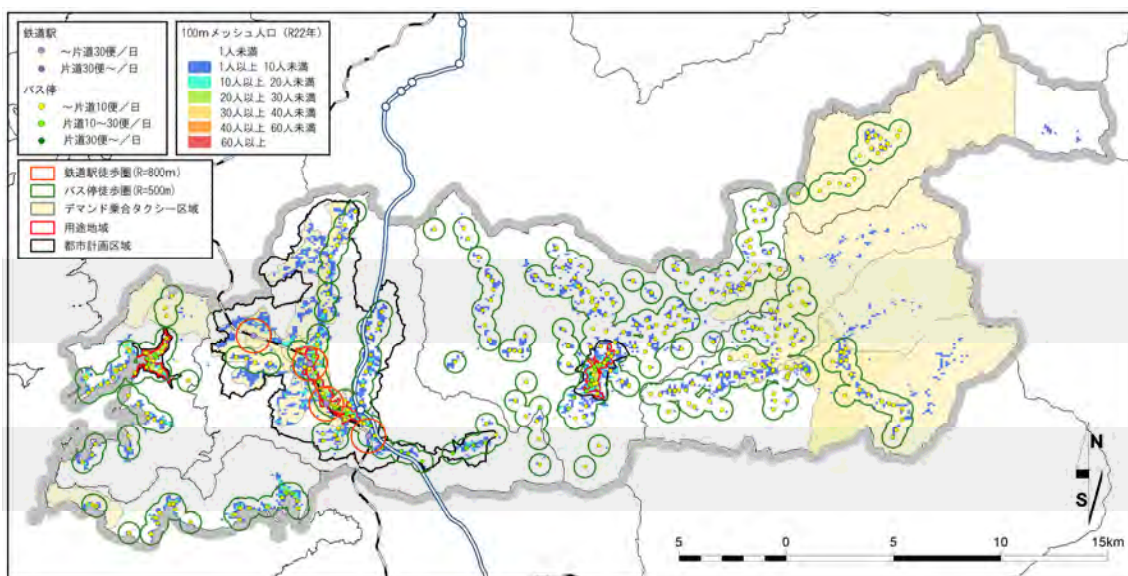 鉄道駅
～片道30便／日
片道30便～／日
バス停
～片道10便／日
片道10～30便／日
片道30便～／日
100mメッシュ人口（R22年）
1人未満
1人以上 10人未満
10人以上 20人未満
20人以上 30人未満
30人以上 40人未満
40人以上 60人未満
60人以上
鉄道駅徒歩圏(R=800m)
バス停徒歩圏(R=500m)
デマンド乗合タクシー区域
用途地域
都市計画区域
N
S
5 0 5 10 15km